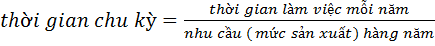 thời gian chu kỳ = thời gian làm việc mỗi năm / nhu cầu ( mức sản xuất) hàng năm